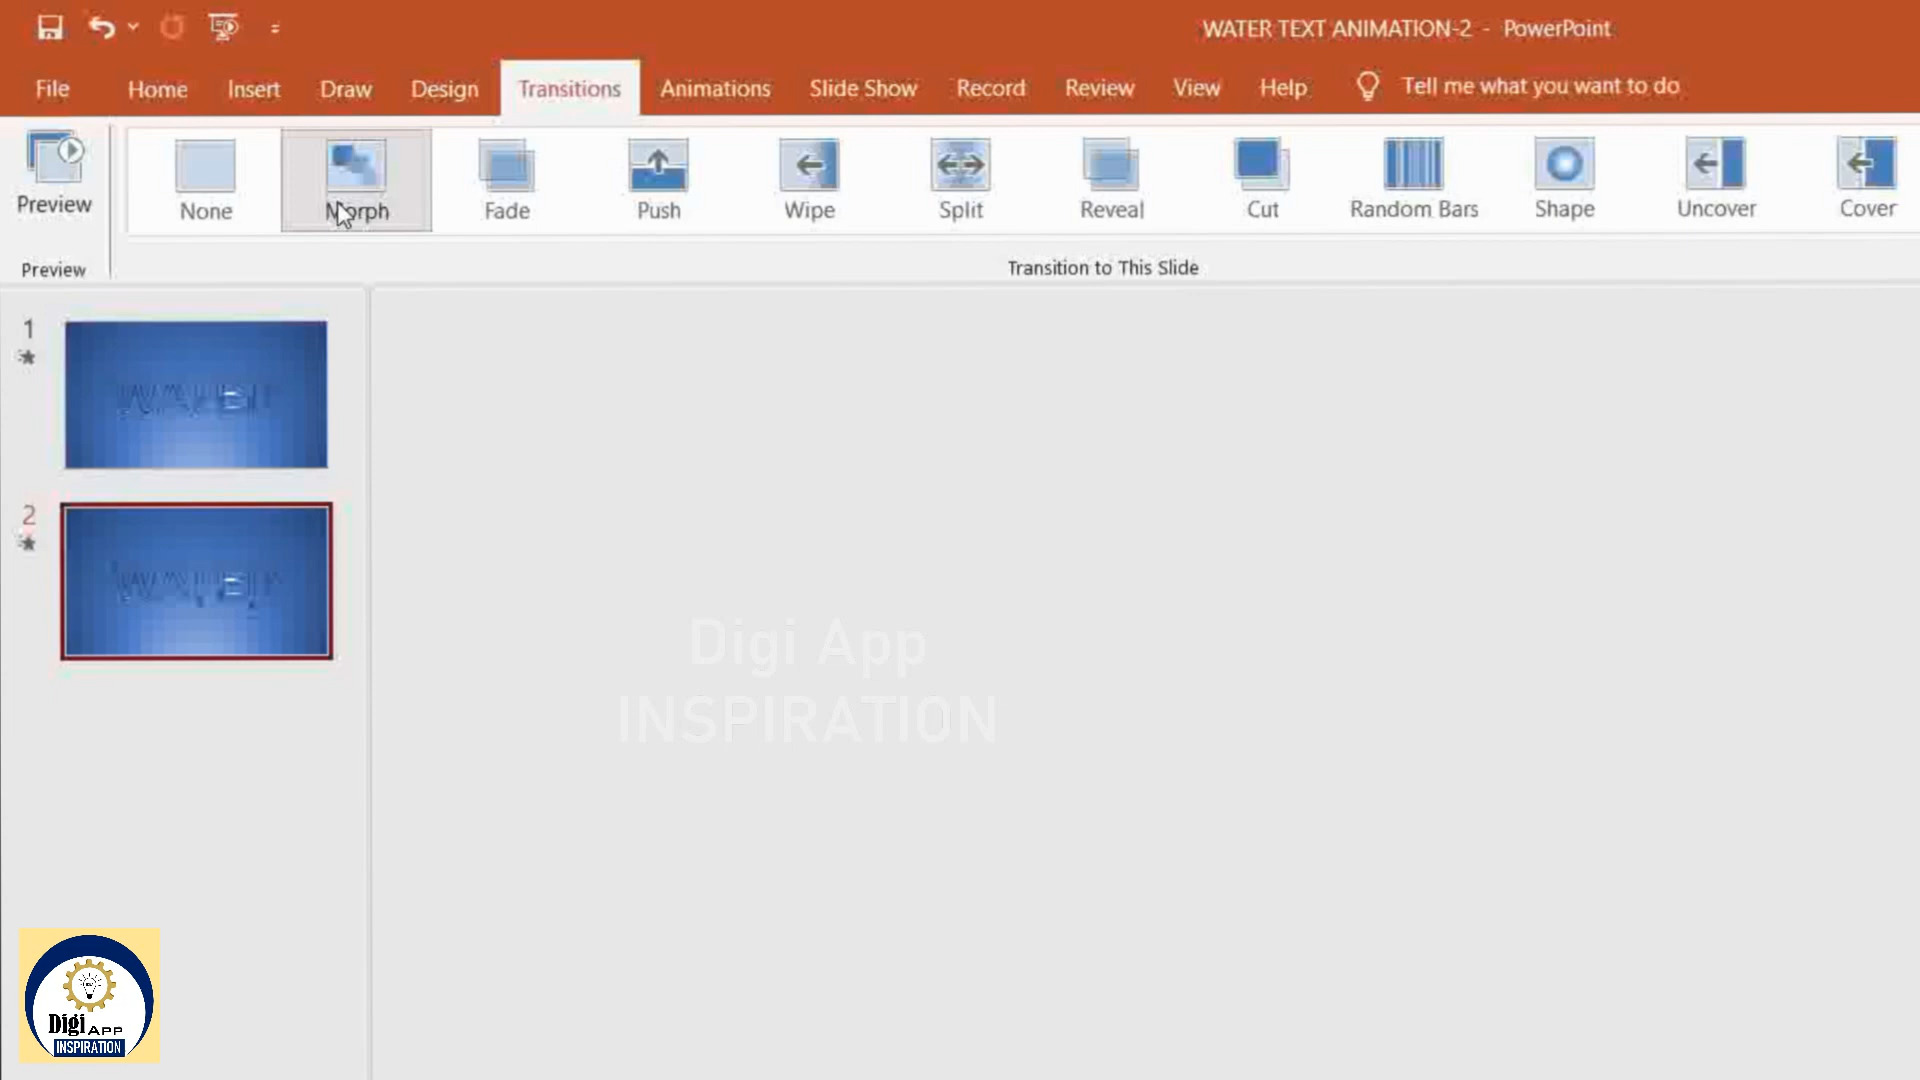 WATER TEXT ANIMATION-2 - PowerPoint
File Home Insert Draw Design Transitions Animations Slide Show Record Review View Help Tell me what you want to do
Preview None Morph Fade Push Wipe Split Reveal Cut Random Bars Shape Uncover Cover
Preview Transition to This Slide
1
WATER
2
WATER
Digi App
INSPIRATION
Digi APP
INSPIRATION